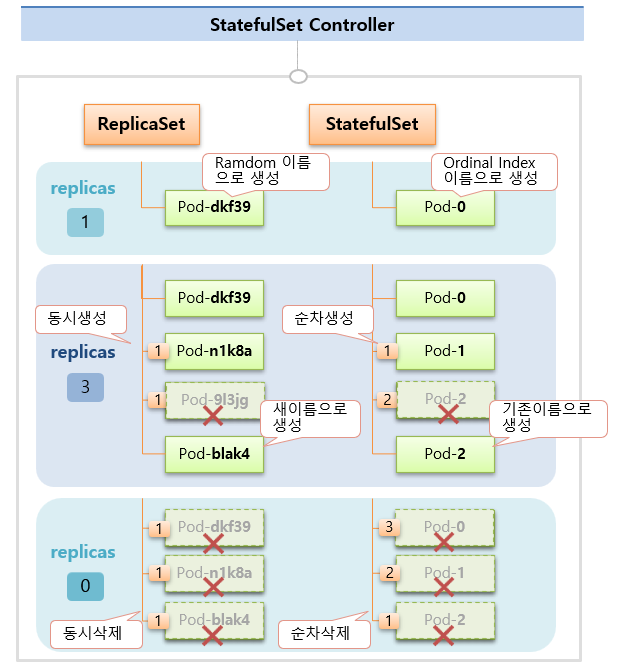 StatefulSet Controller
ReplicaSet
StatefulSet
Ramdom 이름
으로 생성
Ordinal Index
이름으로 생성
replicas
1
Pod-dkf39
Pod-0
replicas
3
동시생성
순차생성
Pod-dkf39
Pod-0
1
Pod-n1k8a
1
Pod-1
1
Pod-9l3jg
2
Pod-2
새이름으로
생성
기존이름으로
생성
Pod-blak4
Pod-2
replicas
0
1
Pod-dkf39
3
Pod-0
1
Pod-n1k8a
2
Pod-1
1
Pod-blak4
1
Pod-2
동시삭제
순차삭제